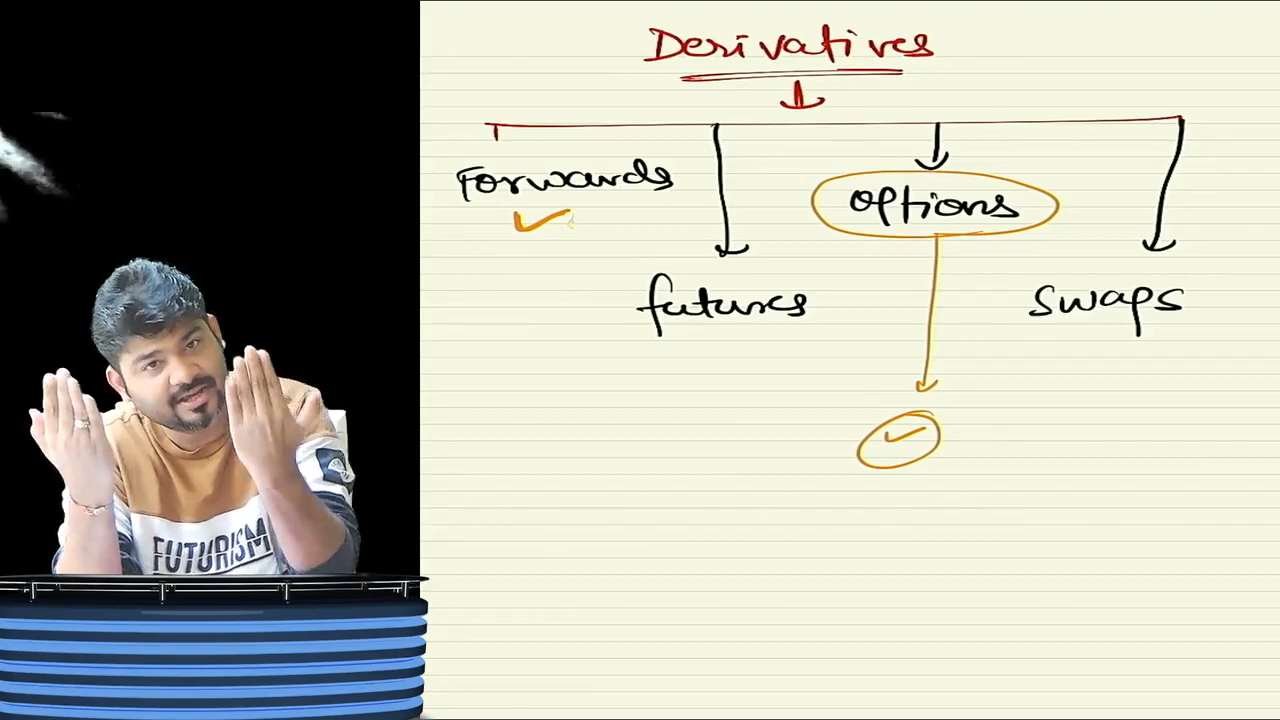 Derivatives
Forwards
options
futures
swaps
FUTURISM